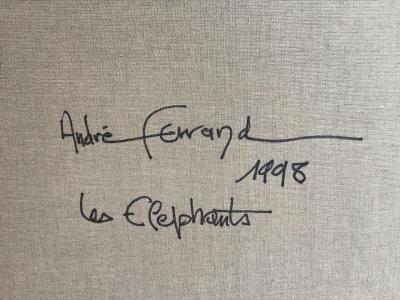 André Ferrand
1998
Les Elephants